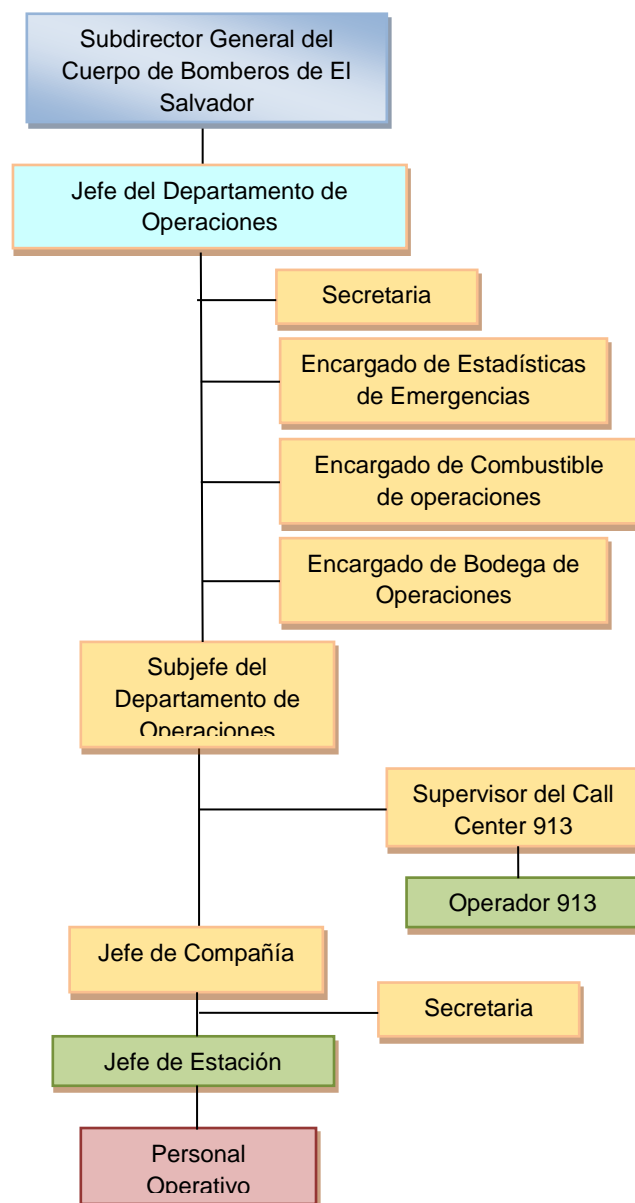 Subdirector General del
Cuerpo de Bomberos de El
Salvador
Jefe del Departamento de
Operaciones
Secretaria
Encargado de Estadísticas
de Emergencias
Encargado de Combustible
de operaciones
Encargado de Bodega de
Operaciones
Subjefe del
Departamento de
Operaciones
Supervisor del Call
Center 913
Operador 913
Jefe de Compañía
Secretaria
Jefe de Estación
Personal
Operativo